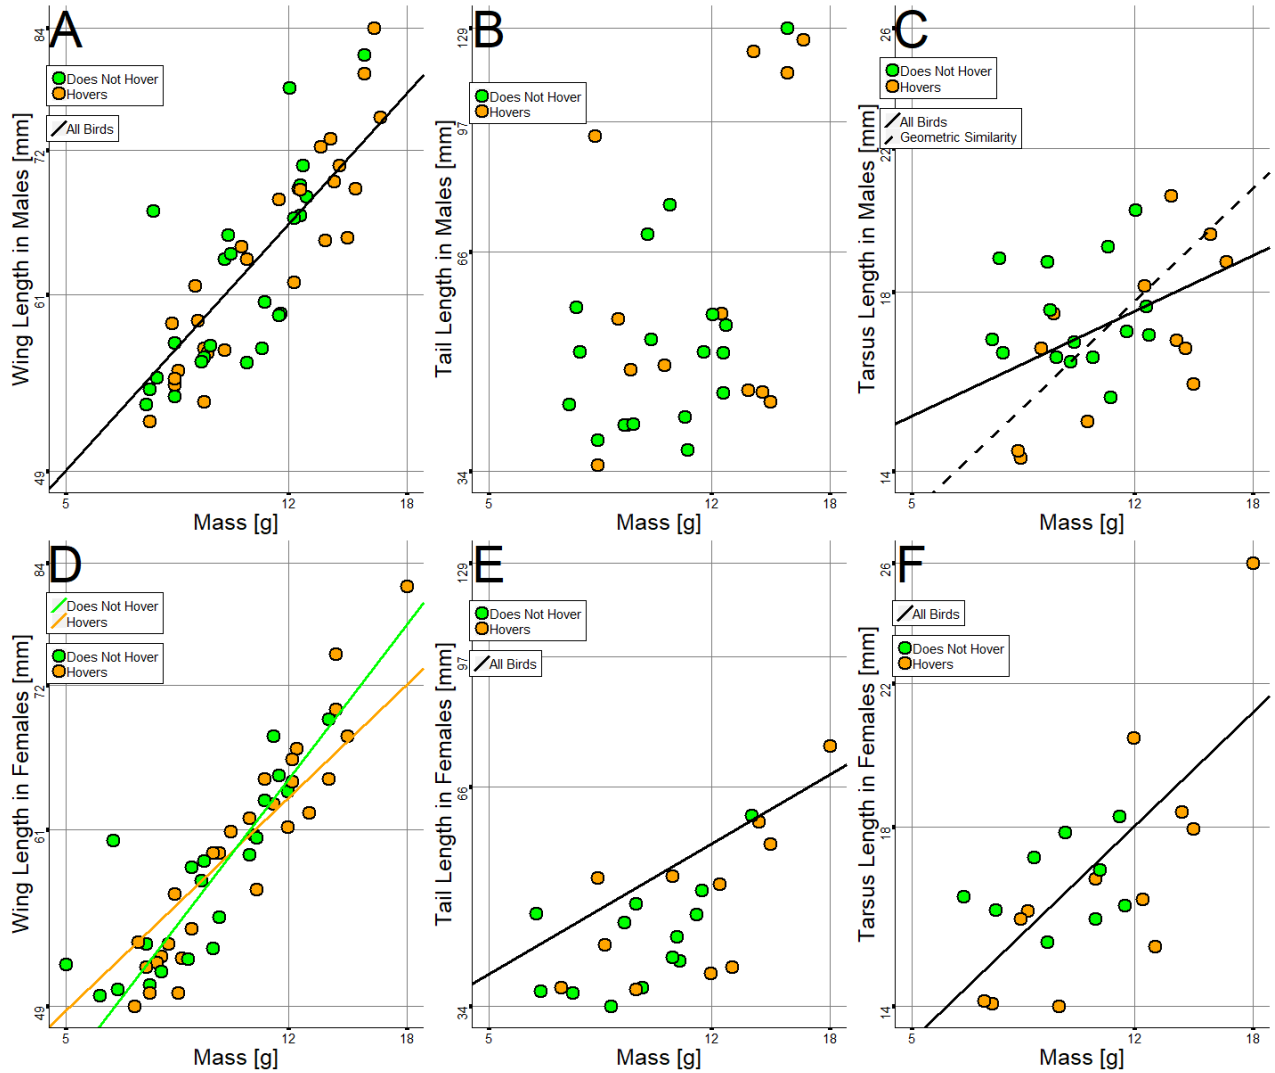 A
84
72
61
49
Wing Length in Males [mm]
Does Not Hover
Hovers
All Birds
5
12
18
Mass [g]
B
129
97
66
34
Tail Length in Males [mm]
Does Not Hover
Hovers
5
12
18
Mass [g]
C
26
22
18
14
Tarsus Length in Males [mm]
Does Not Hover
Hovers
All Birds
Geometric Similarity
5
12
18
Mass [g]
D
84
72
61
49
Wing Length in Females [mm]
Does Not Hover
Hovers
Does Not Hover
Hovers
5
12
18
Mass [g]
E
129
97
66
34
Tail Length in Females [mm]
Does Not Hover
Hovers
All Birds
5
12
18
Mass [g]
F
26
22
18
14
Tarsus Length in Females [mm]
All Birds
Does Not Hover
Hovers
5
12
18
Mass [g]